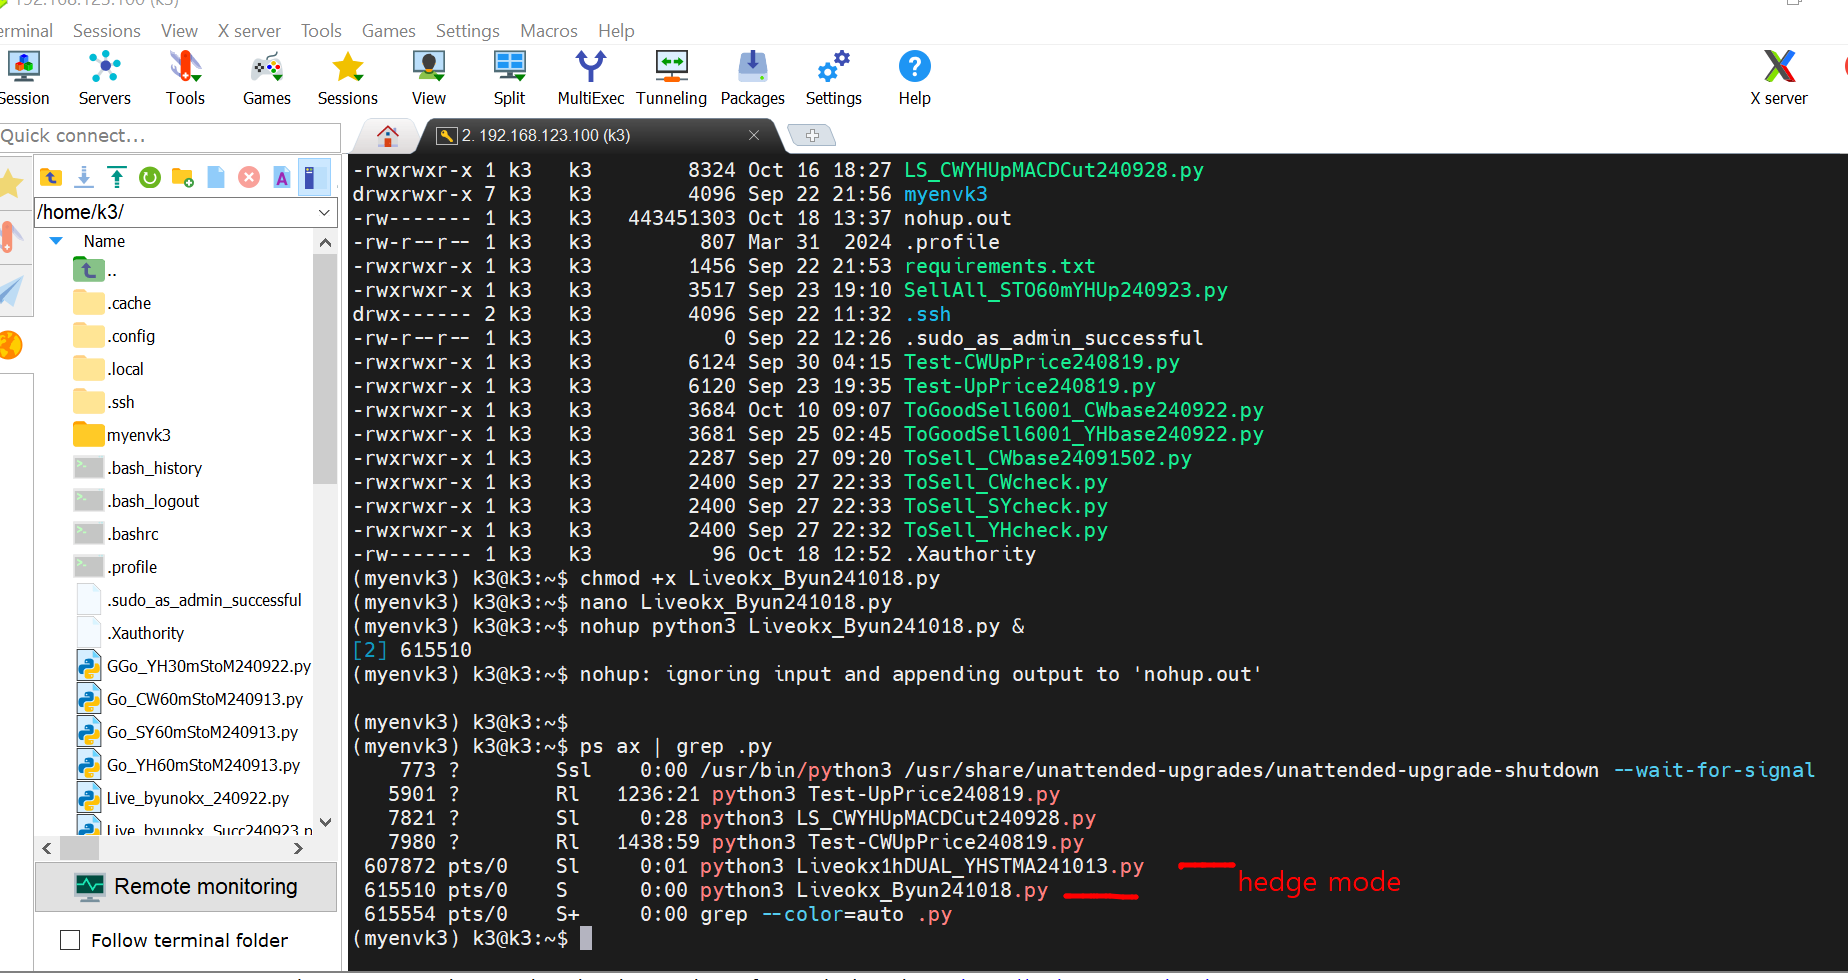 192.168.123.100 (k3)
erminal Sessions View X server Tools Games Settings Macros Help
Session Servers Tools Games Sessions View Split MultiExec Tunneling Packages Settings Help X server
Quick connect...
2. 192.168.123.100 (k3)
/home/k3/
Name
..
.cache
.config
.local
.ssh
myenvk3
.bash_history
.bash_logout
.bashrc
.profile
.sudo_as_admin_successful
.Xauthority
GGo_YH30mStoM240922.py
Go_CW60mStoM240913.py
Go_SY60mStoM240913.py
Go_YH60mStoM240913.py
Live_byunokx_240922.py
Live_byunokx_Succ240923.p
Remote monitoring
Follow terminal folder
-rwxrwxr-x 1 k3 k3 8324 Oct 16 18:27 LS_CWYHUpMACDCut240928.py
drwxrwxr-x 7 k3 k3 4096 Sep 22 21:56 myenvk3
-rw------- 1 k3 k3 443451303 Oct 18 13:37 nohup.out
-rw-r--r-- 1 k3 k3 807 Mar 31 2024 .profile
-rwxrwxr-x 1 k3 k3 1456 Sep 22 21:53 requirements.txt
-rwxrwxr-x 1 k3 k3 3517 Sep 23 19:10 SellAll_STO60mYHUp240923.py
drwx------ 2 k3 k3 4096 Sep 22 11:32 .ssh
-rw-r--r-- 1 k3 k3 0 Sep 22 12:26 .sudo_as_admin_successful
-rwxrwxr-x 1 k3 k3 6124 Sep 30 04:15 Test-CWUpPrice240819.py
-rwxrwxr-x 1 k3 k3 6120 Sep 23 19:35 Test-UpPrice240819.py
-rwxrwxr-x 1 k3 k3 3684 Oct 10 09:07 ToGoodSell6001_CWbase240922.py
-rwxrwxr-x 1 k3 k3 3681 Sep 25 02:45 ToGoodSell6001_YHbase240922.py
-rwxrwxr-x 1 k3 k3 2287 Sep 27 09:20 ToSell_CWbase24091502.py
-rwxrwxr-x 1 k3 k3 2400 Sep 27 22:33 ToSell_CWcheck.py
-rwxrwxr-x 1 k3 k3 2400 Sep 27 22:33 ToSell_SYcheck.py
-rwxrwxr-x 1 k3 k3 2400 Sep 27 22:32 ToSell_YHcheck.py
-rw------- 1 k3 k3 96 Oct 18 12:52 .Xauthority
(myenvk3) k3@k3:~$ chmod +x Liveokx_Byun241018.py
(myenvk3) k3@k3:~$ nano Liveokx_Byun241018.py
(myenvk3) k3@k3:~$ nohup python3 Liveokx_Byun241018.py &
[2] 615510
(myenvk3) k3@k3:~$ nohup: ignoring input and appending output to 'nohup.out'
(myenvk3) k3@k3:~$
(myenvk3) k3@k3:~$ ps ax | grep .py
773 ? Ssl 0:00 /usr/bin/python3 /usr/share/unattended-upgrades/unattended-upgrade-shutdown --wait-for-signal
5901 ? Rl 1236:21 python3 Test-UpPrice240819.py
7821 ? Sl 0:28 python3 LS_CWYHUpMACDCut240928.py
7980 ? Rl 1438:59 python3 Test-CWUpPrice240819.py
607872 pts/0 Sl 0:01 python3 Liveokx1hDUAL_YHSTMA241013.py
615510 pts/0 S 0:00 python3 Liveokx_Byun241018.py
hedge mode
615554 pts/0 S+ 0:00 grep --color=auto .py
(myenvk3) k3@k3:~$